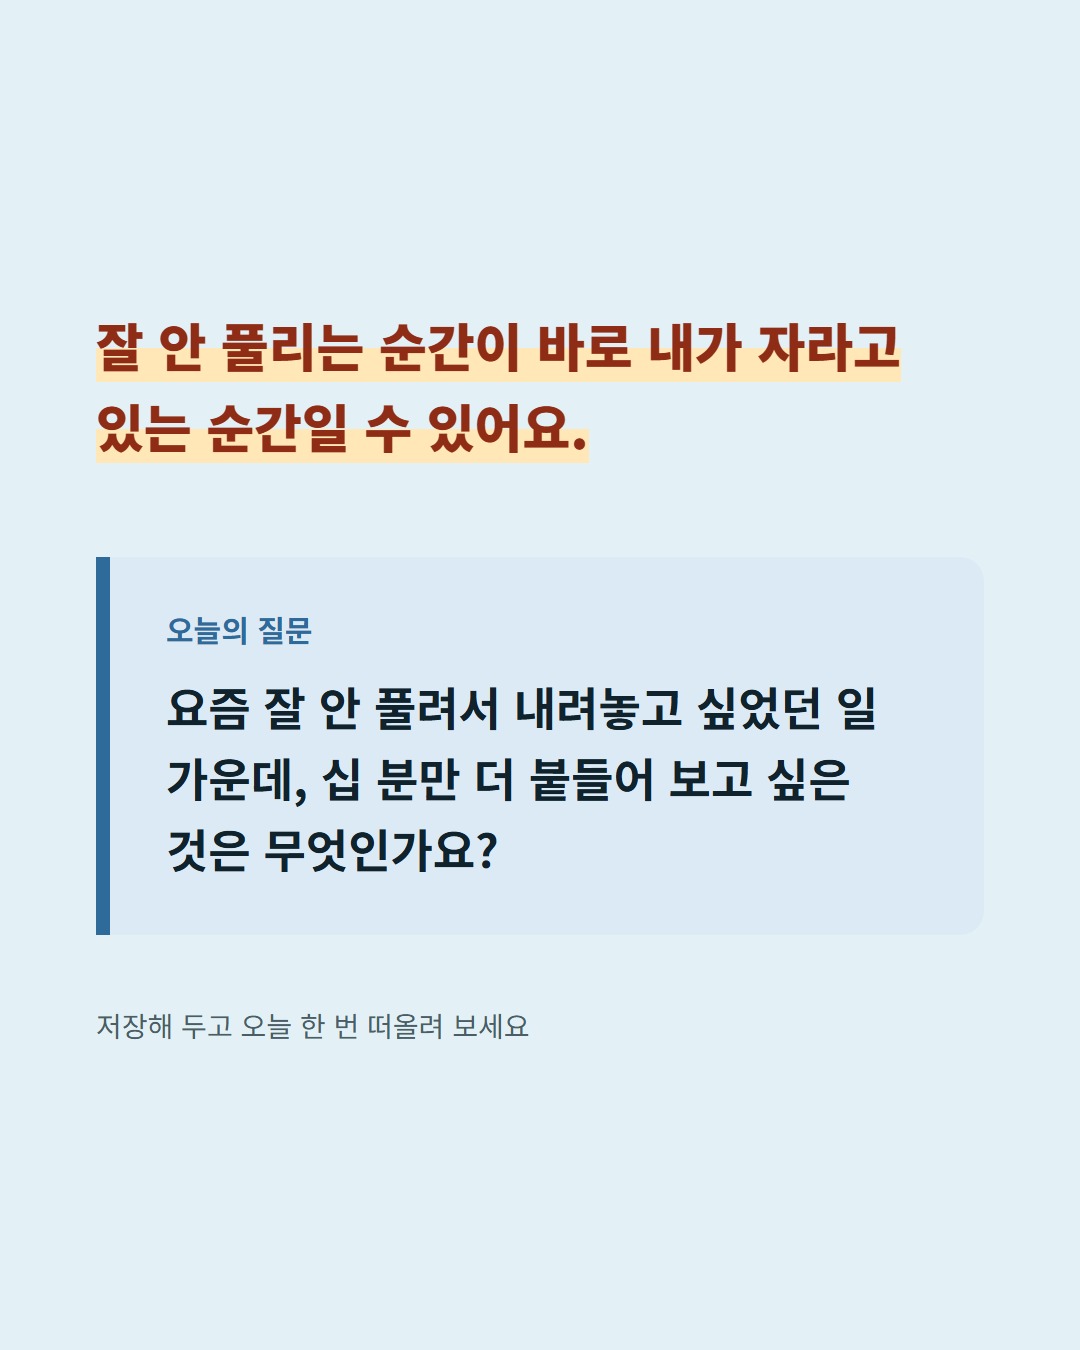 잘 안 풀리는 순간이 바로 내가 자라고
있는 순간일 수 있어요.
오늘의 질문
요즘 잘 안 풀려서 내려놓고 싶었던 일
가운데, 십 분만 더 붙들어 보고 싶은
것은 무엇인가요?
저장해 두고 오늘 한 번 떠올려 보세요